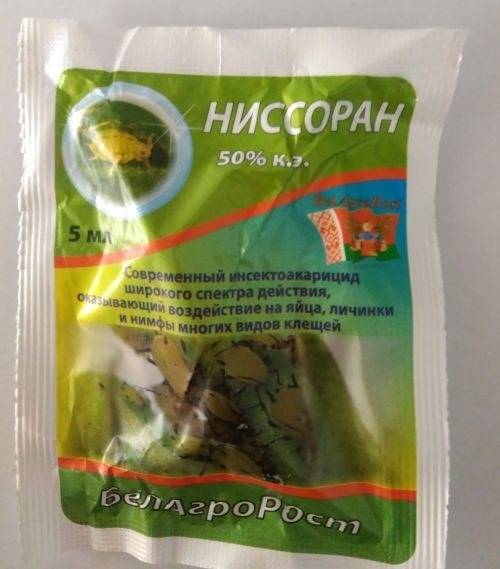 НИССОРАН
50% к.э.
БелАгроРост
5 мл
Современный инсектоакарицид
широкого спектра действия,
оказывающий воздействие на яйца, личинки
и нимфы многих видов клещей
БелАгроРост